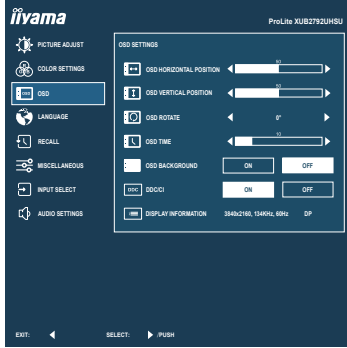 iiyama
ProLite XUB2792UHSU
PICTURE ADJUST
COLOR SETTINGS
OSD OSD
LANGUAGE
RECALL
MISCELLANEOUS
INPUT SELECT
AUDIO SETTINGS
OSD SETTINGS
OSD HORIZONTAL POSITION 50
OSD VERTICAL POSITION 50
OSD ROTATE 0°
OSD TIME 10
OSD BACKGROUND ON OFF
DDC DDC/CI ON OFF
DISPLAY INFORMATION 3840x2160, 134KHz, 60Hz DP
EXIT: SELECT: /PUSH